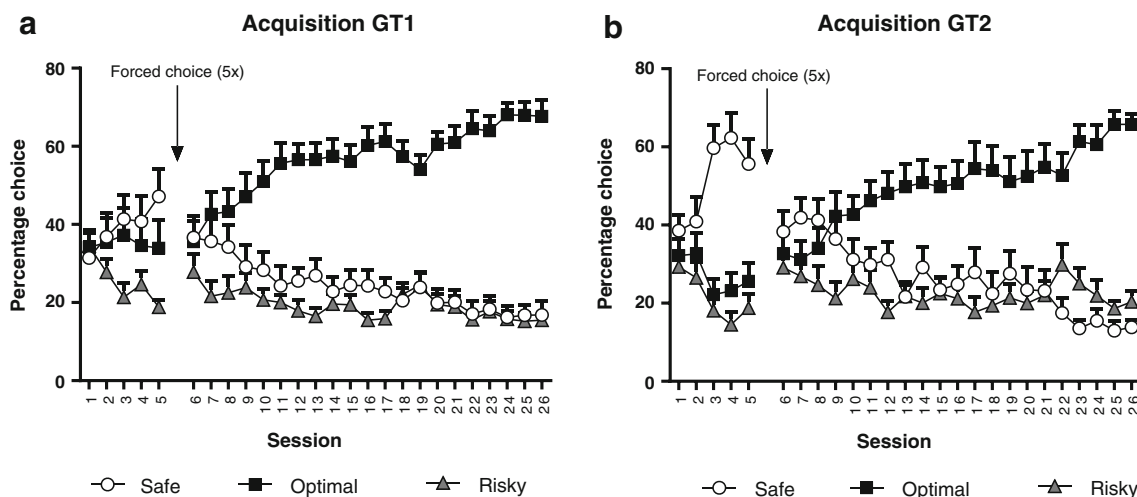 a Acquisition GT1
80
60
40
20
0
Percentage choice
Forced choice (5x)
1 2 3 4 5 6 7 8 9 10 11 12 13 14 15 16 17 18 19 20 21 22 23 24 25 26
Session
Safe Optimal Risky
b Acquisition GT2
80
60
40
20
0
Percentage choice
Forced choice (5x)
1 2 3 4 5 6 7 8 9 10 11 12 13 14 15 16 17 18 19 20 21 22 23 24 25 26
Session
Safe Optimal Risky